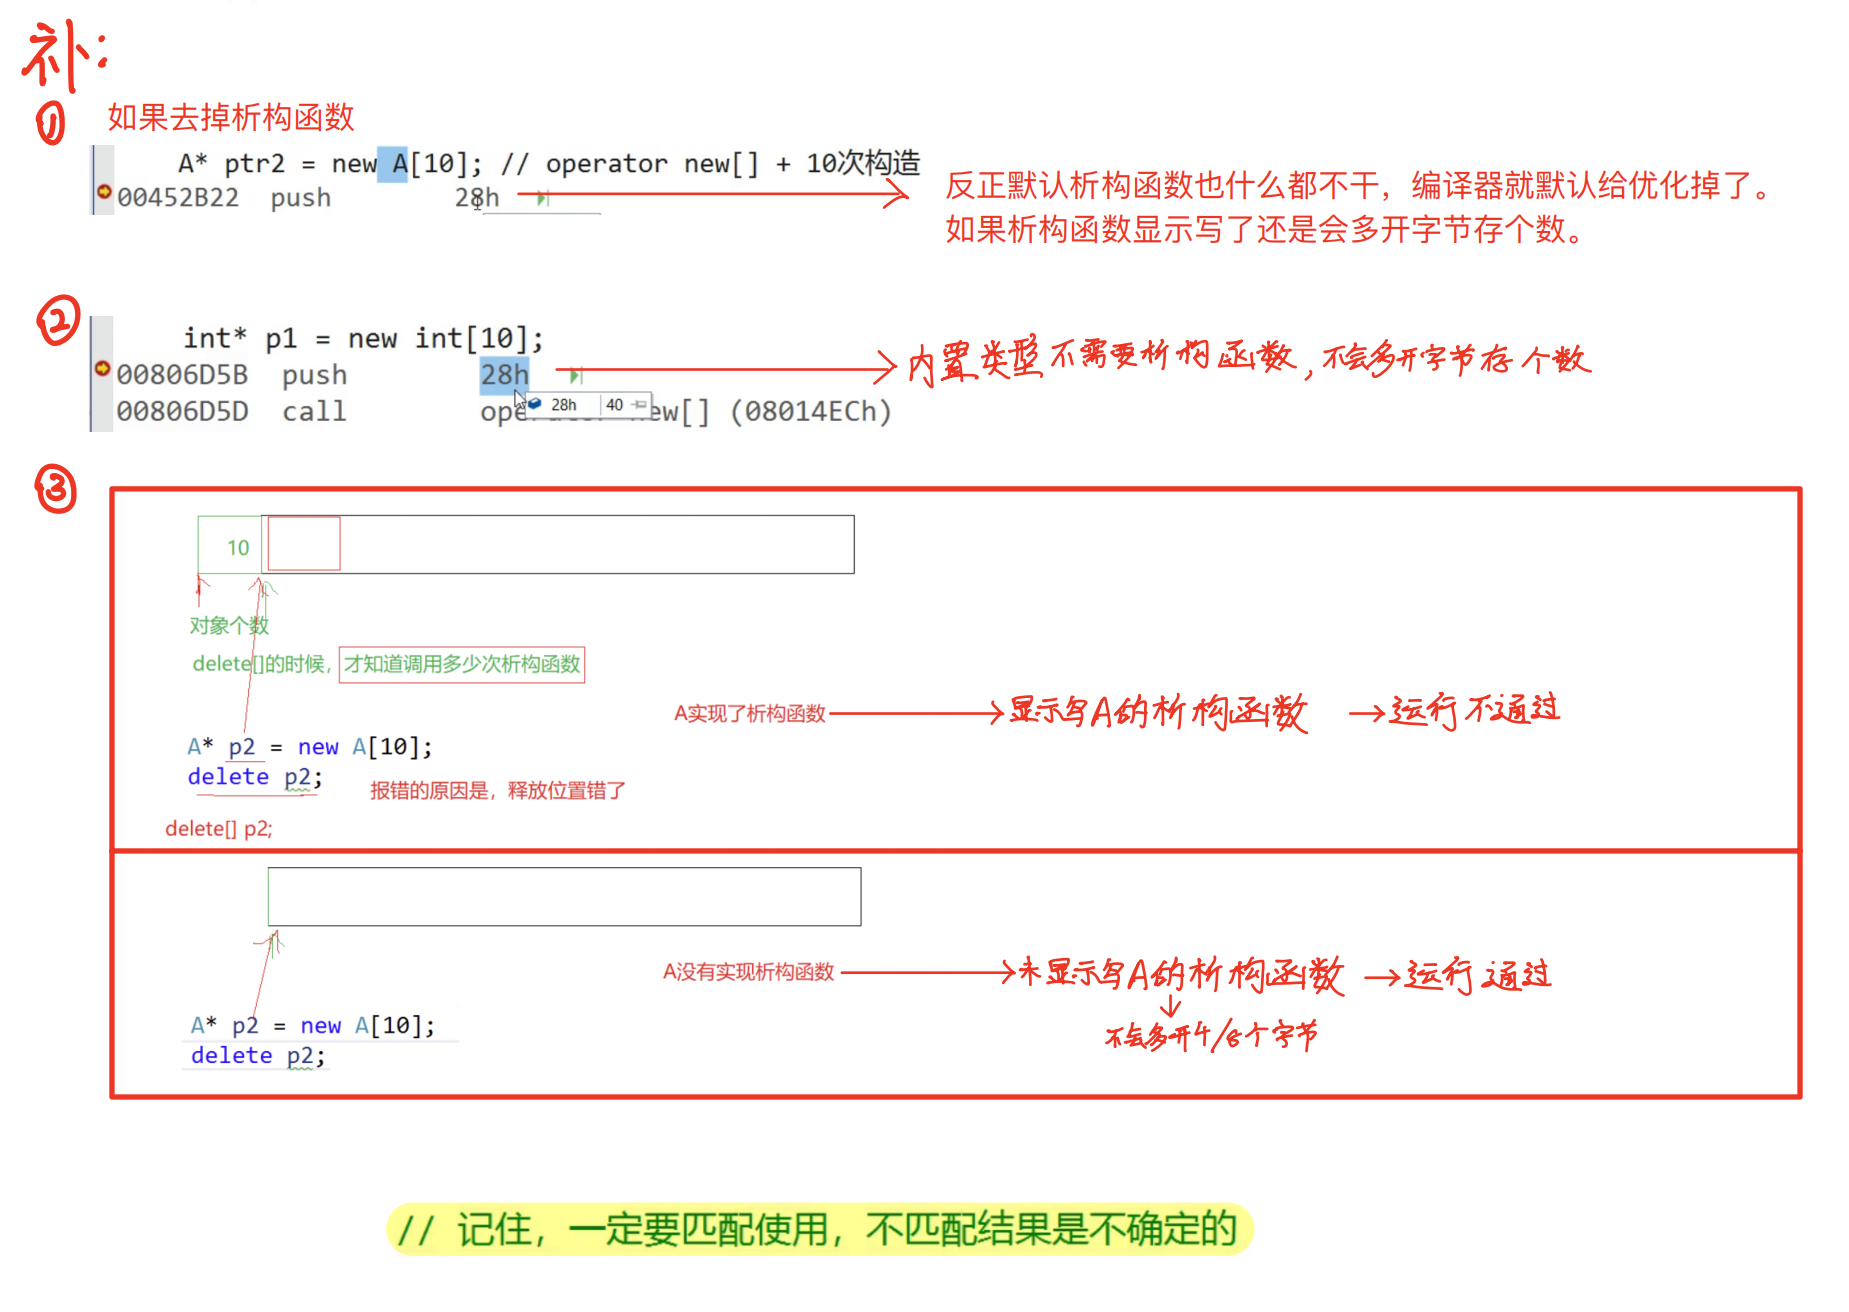 补:
①
如果去掉析构函数
A* ptr2 = new A[10]; // operator new[] + 10次构造
00452B22 push 28h
反正默认析构函数也什么都不干，编译器就默认给优化掉了。
如果析构函数显示写了还是会多开字节存个数。
②
int* p1 = new int[10];
00806D5B push 28h
内置类型不需要析构函数,不会多开字节存个数
28h 40
00806D5D call ope ew[] (08014ECh)
③
10
对象个数
delete[]的时候，才知道调用多少次析构函数
A实现了析构函数
显示写A的析构函数 →运行不通过
A* p2 = new A[10];
delete p2;
报错的原因是，释放位置错了
delete[] p2;
A没有实现析构函数
未显示写A的析构函数 →运行通过
不会多开4/8个字节
A* p2 = new A[10];
delete p2;
// 记住，一定要匹配使用，不匹配结果是不确定的